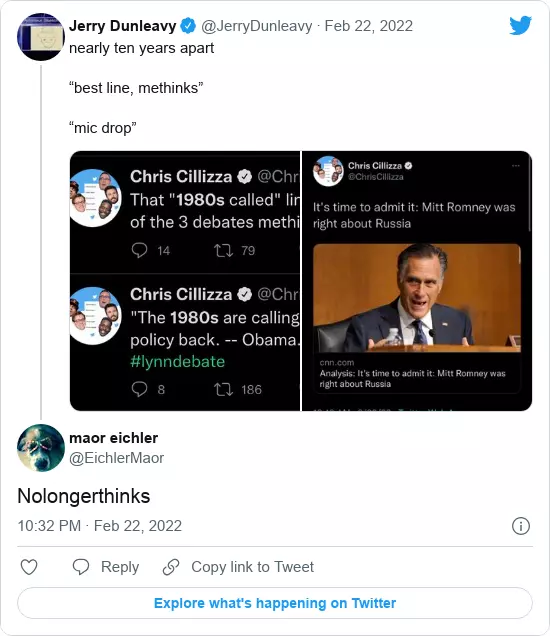 Jerry Dunleavy @JerryDunleavy · Feb 22, 2022
nearly ten years apart
“best line, methinks”
“mic drop”
Chris Cillizza @Chr
That "1980s called" lin
of the 3 debates methi
14 79
Chris Cillizza @Chr
"The 1980s are calling
policy back. -- Obama.
#lynndebate
8 186
Chris Cillizza
@ChrisCillizza
It's time to admit it: Mitt Romney was
right about Russia
cnn.com
Analysis: It's time to admit it: Mitt Romney was
right about Russia
maor eichler
@EichlerMaor
Nolongerthinks
10:32 PM · Feb 22, 2022
Reply Copy link to Tweet
Explore what's happening on Twitter